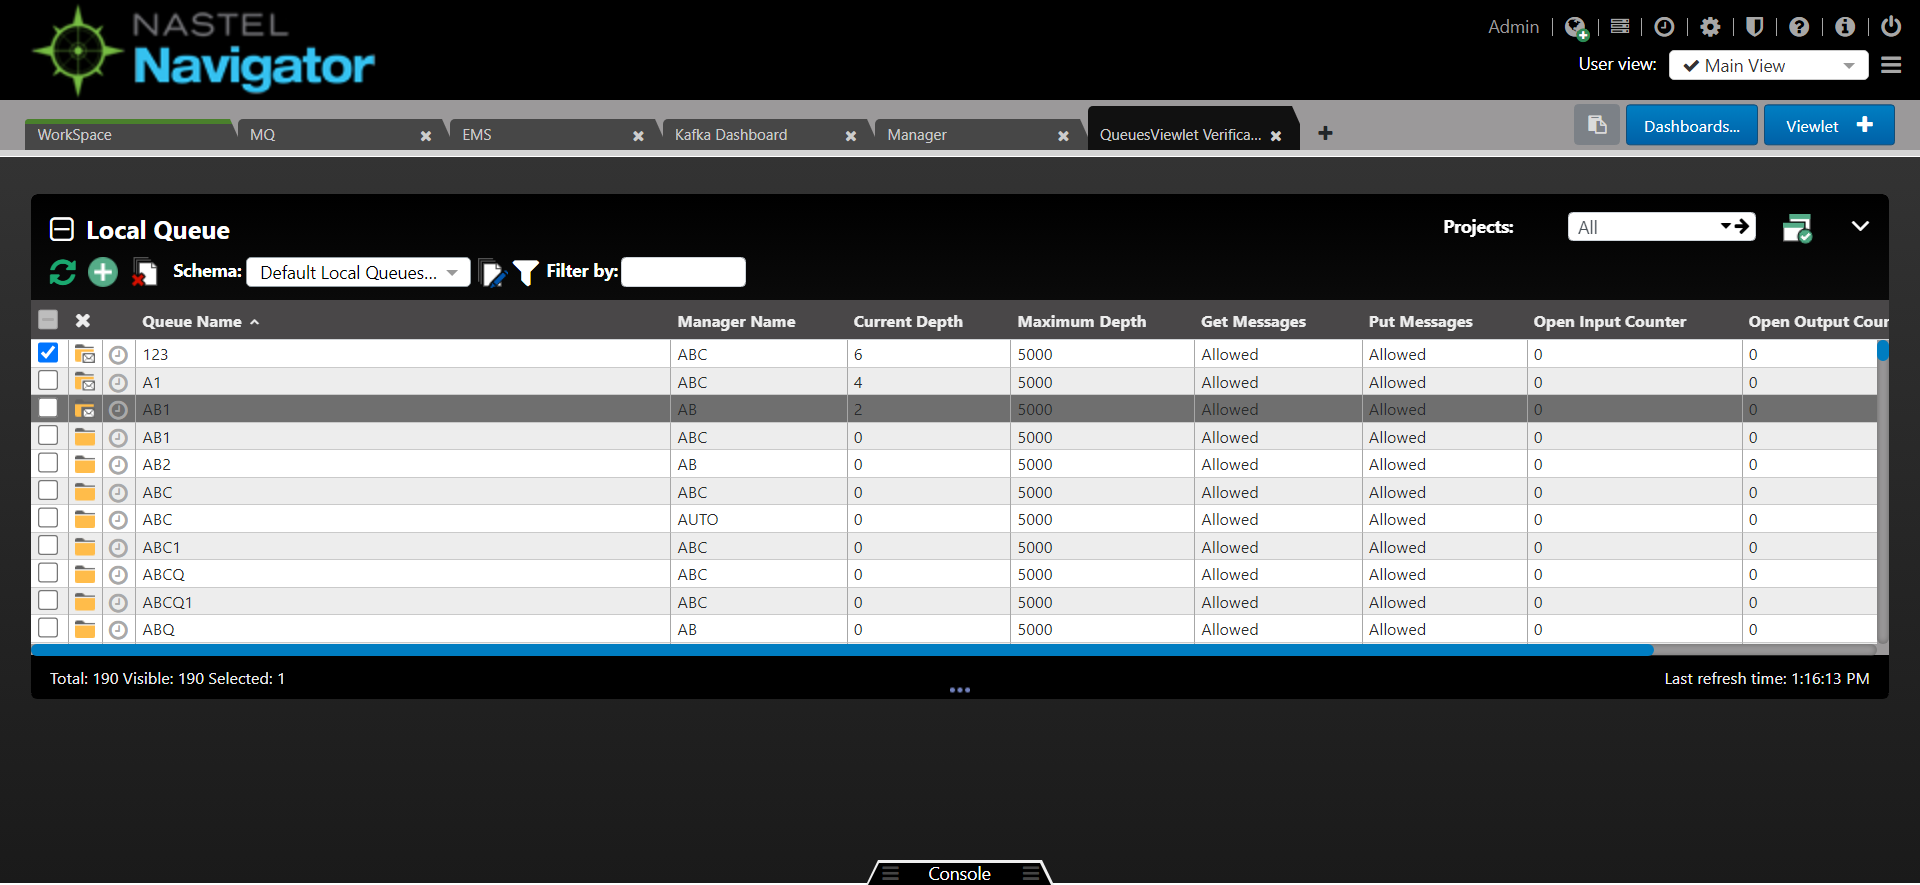 NASTEL
Navigator
Admin
User view: Main View
WorkSpace MQ EMS Kafka Dashboard Manager QueuesViewlet Verifica...
Dashboards... Viewlet
Local Queue
Projects: All
Schema: Default Local Queues... Filter by:
Queue Name Manager Name Current Depth Maximum Depth Get Messages Put Messages Open Input Counter Open Output Coun
123 ABC 6 5000 Allowed Allowed 0 0
A1 ABC 4 5000 Allowed Allowed 0 0
AB1 AB 2 5000 Allowed Allowed 0 0
AB1 ABC 0 5000 Allowed Allowed 0 0
AB2 AB 0 5000 Allowed Allowed 0 0
ABC ABC 0 5000 Allowed Allowed 0 0
ABC AUTO 0 5000 Allowed Allowed 0 0
ABC1 ABC 0 5000 Allowed Allowed 0 0
ABCQ ABC 0 5000 Allowed Allowed 0 0
ABCQ1 ABC 0 5000 Allowed Allowed 0 0
ABQ AB 0 5000 Allowed Allowed 0 0
Total: 190 Visible: 190 Selected: 1
Last refresh time: 1:16:13 PM
Console